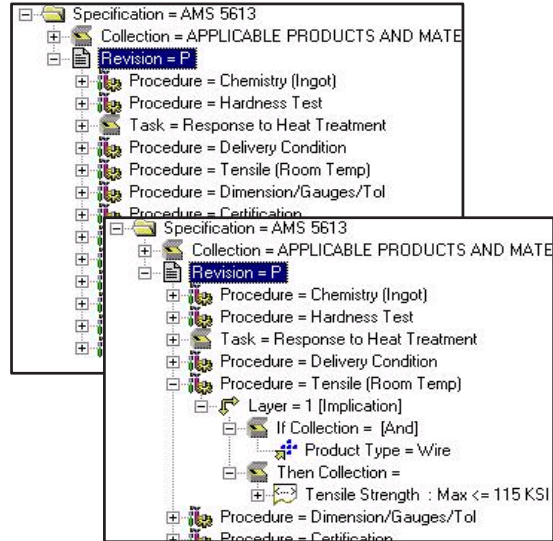 Specification = AMS 5613
Collection = APPLICABLE PRODUCTS AND MATE
Revision = P
Procedure = Chemistry (Ingot)
Procedure = Hardness Test
Task = Response to Heat Treatment
Procedure = Delivery Condition
Procedure = Tensile (Room Temp)
Procedure = Dimension/Gauges/Tol
Procedure = Certification
Specification = AMS 5613
Collection = APPLICABLE PRODUCTS AND MATE
Revision = P
Procedure = Chemistry (Ingot)
Procedure = Hardness Test
Task = Response to Heat Treatment
Procedure = Delivery Condition
Procedure = Tensile (Room Temp)
Layer = 1 [Implication]
If Collection = [And]
Product Type = Wire
Then Collection =
Tensile Strength : Max <= 115 KSI
Procedure = Dimension/Gauges/Tol
Procedure = Certification